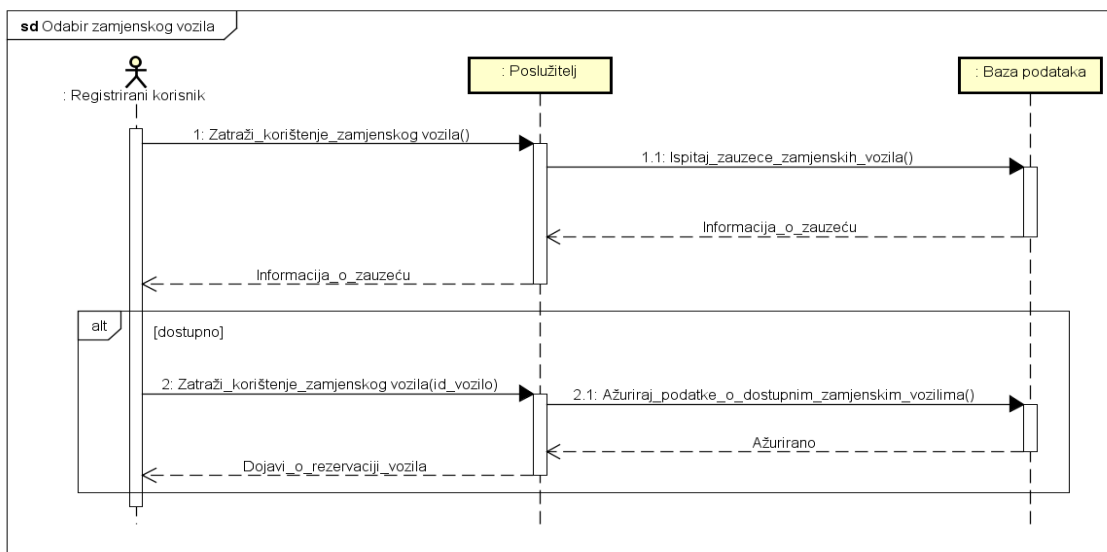 sd Odabir zamjenskog vozila
: Registrirani korisnik
: Poslužitelj
: Baza podataka
1: Zatraži_korištenje_zamjenskog vozila()
1.1: Ispitaj_zauzece_zamjenskih_vozila()
Informacija_o_zauzeću
Informacija_o_zauzeću
alt
[dostupno]
2: Zatraži_korištenje_zamjenskog vozila(id_vozilo)
2.1: Ažuriraj_podatke_o_dostupnim_zamjenskim_vozilima()
Ažurirano
Dojavi_o_rezervaciji_vozila